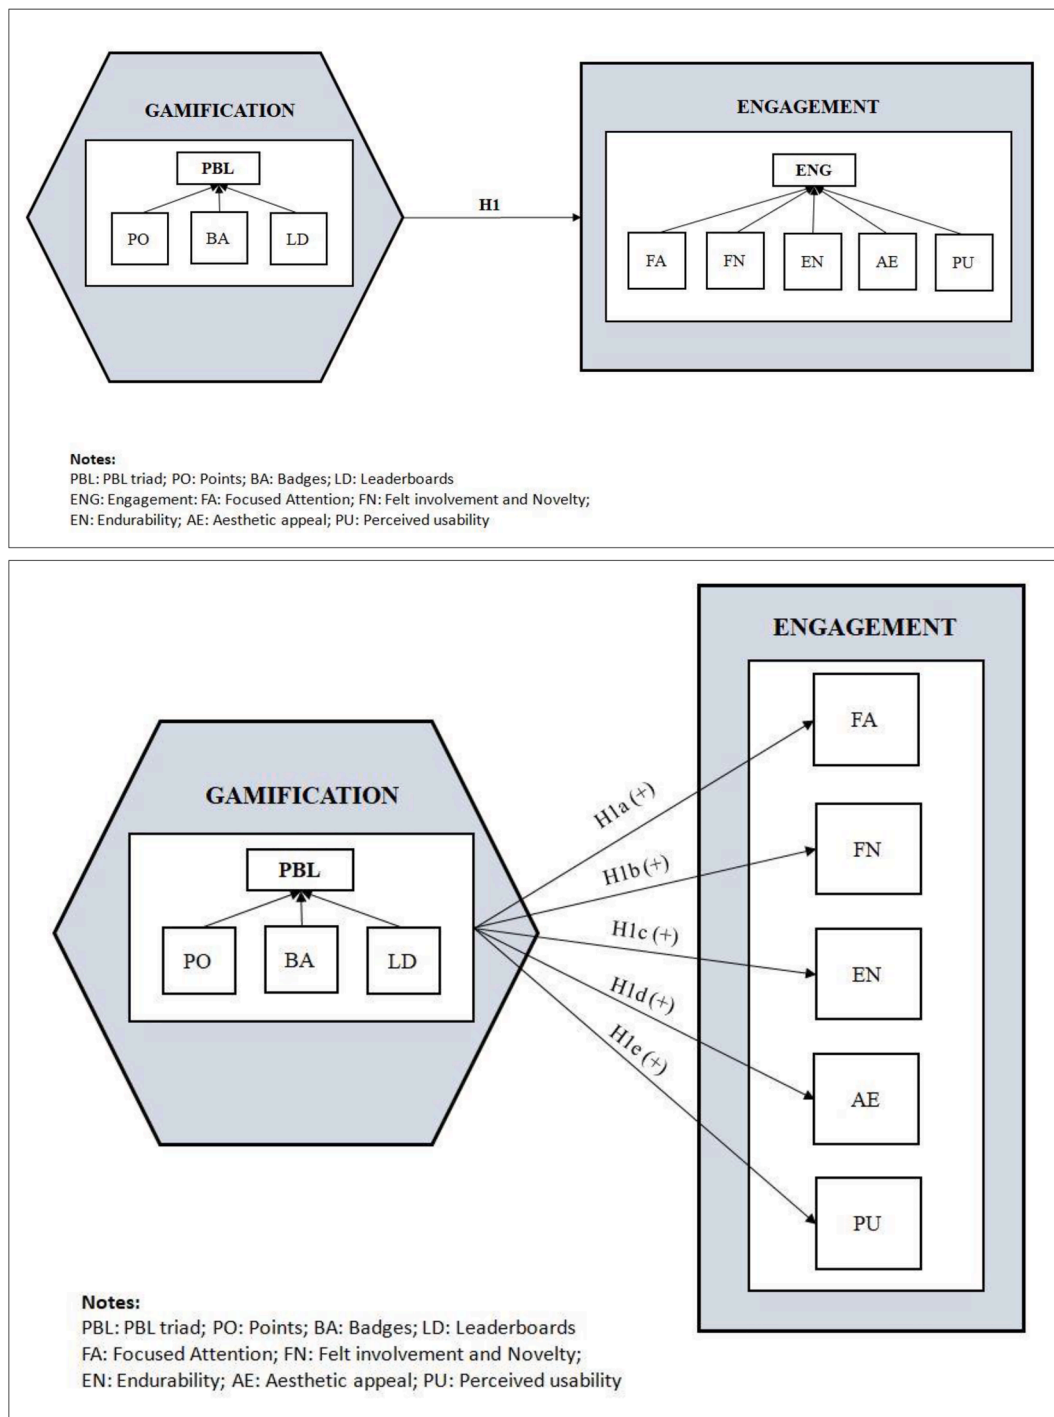 GAMIFICATION
PBL
PO BA LD
H1
ENGAGEMENT
ENG
FA FN EN AE PU
Notes:
PBL: PBL triad; PO: Points; BA: Badges; LD: Leaderboards
ENG: Engagement: FA: Focused Attention; FN: Felt involvement and Novelty;
EN: Endurability; AE: Aesthetic appeal; PU: Perceived usability
GAMIFICATION
PBL
PO BA LD
H1a (+)
H1b (+)
H1c (+)
H1d (+)
H1e (+)
ENGAGEMENT
FA
FN
EN
AE
PU
Notes:
PBL: PBL triad; PO: Points; BA: Badges; LD: Leaderboards
FA: Focused Attention; FN: Felt involvement and Novelty;
EN: Endurability; AE: Aesthetic appeal; PU: Perceived usability